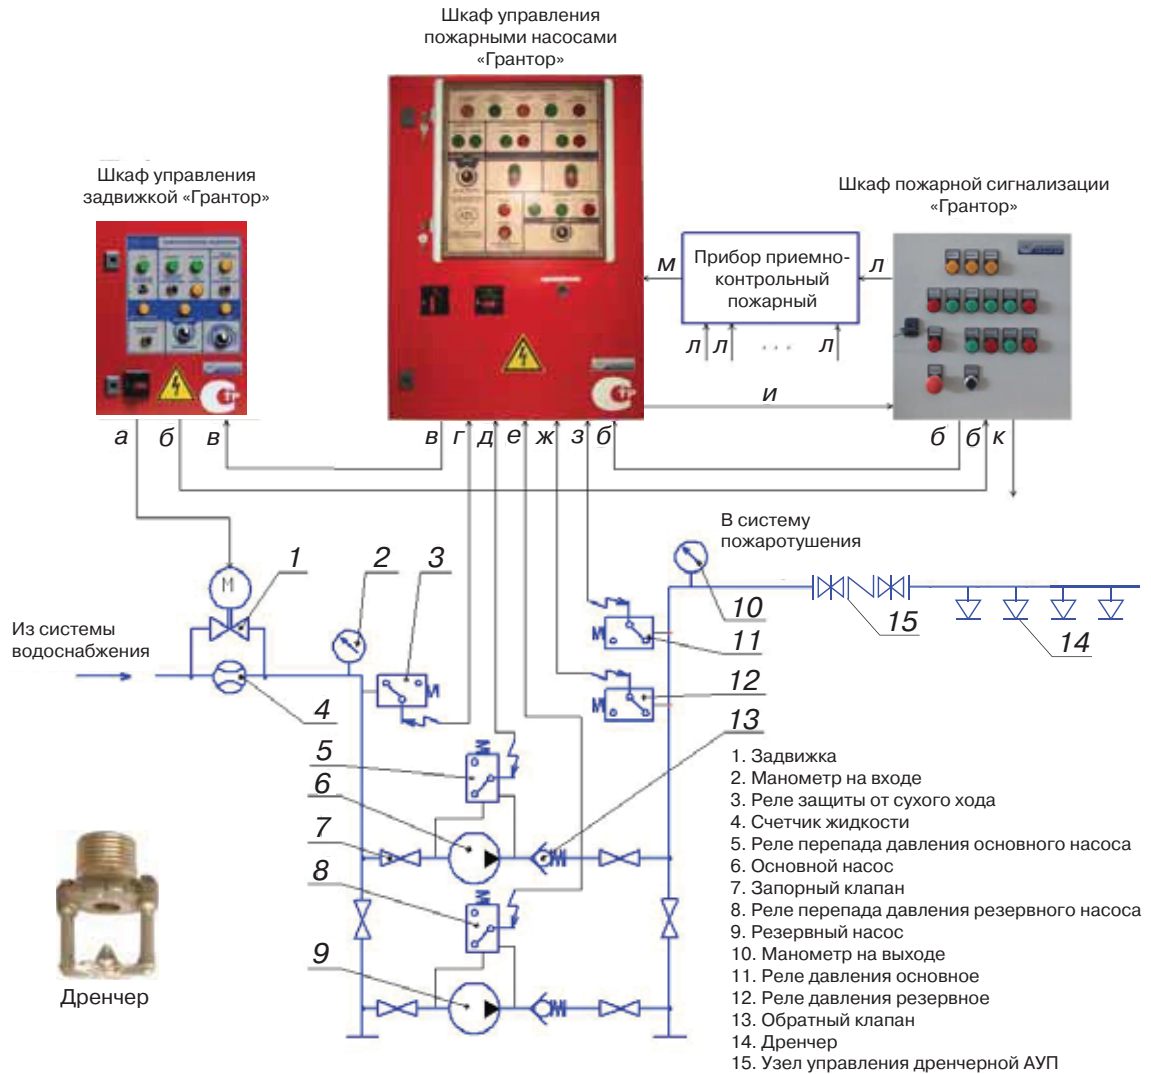 Шкаф управления
пожарными насосами
«Грантор»
Шкаф управления
задвижкой «Грантор»
Шкаф пожарной сигнализации
«Грантор»
Прибор приемно-
контрольный
пожарный
м
л
л
л
. . .
л
и
а
б
в
в
г
д
е
ж
з
б
б
б
к
В систему
пожаротушения
Из системы
водоснабжения
М
1
2
3
4
5
6
7
8
9
10
11
12
13
14
15
Дренчер
1. Задвижка
2. Манометр на входе
3. Реле защиты от сухого хода
4. Счетчик жидкости
5. Реле перепада давления основного насоса
6. Основной насос
7. Запорный клапан
8. Реле перепада давления резервного насоса
9. Резервный насос
10. Манометр на выходе
11. Реле давления основное
12. Реле давления резервное
13. Обратный клапан
14. Дренчер
15. Узел управления дренчерной АУП